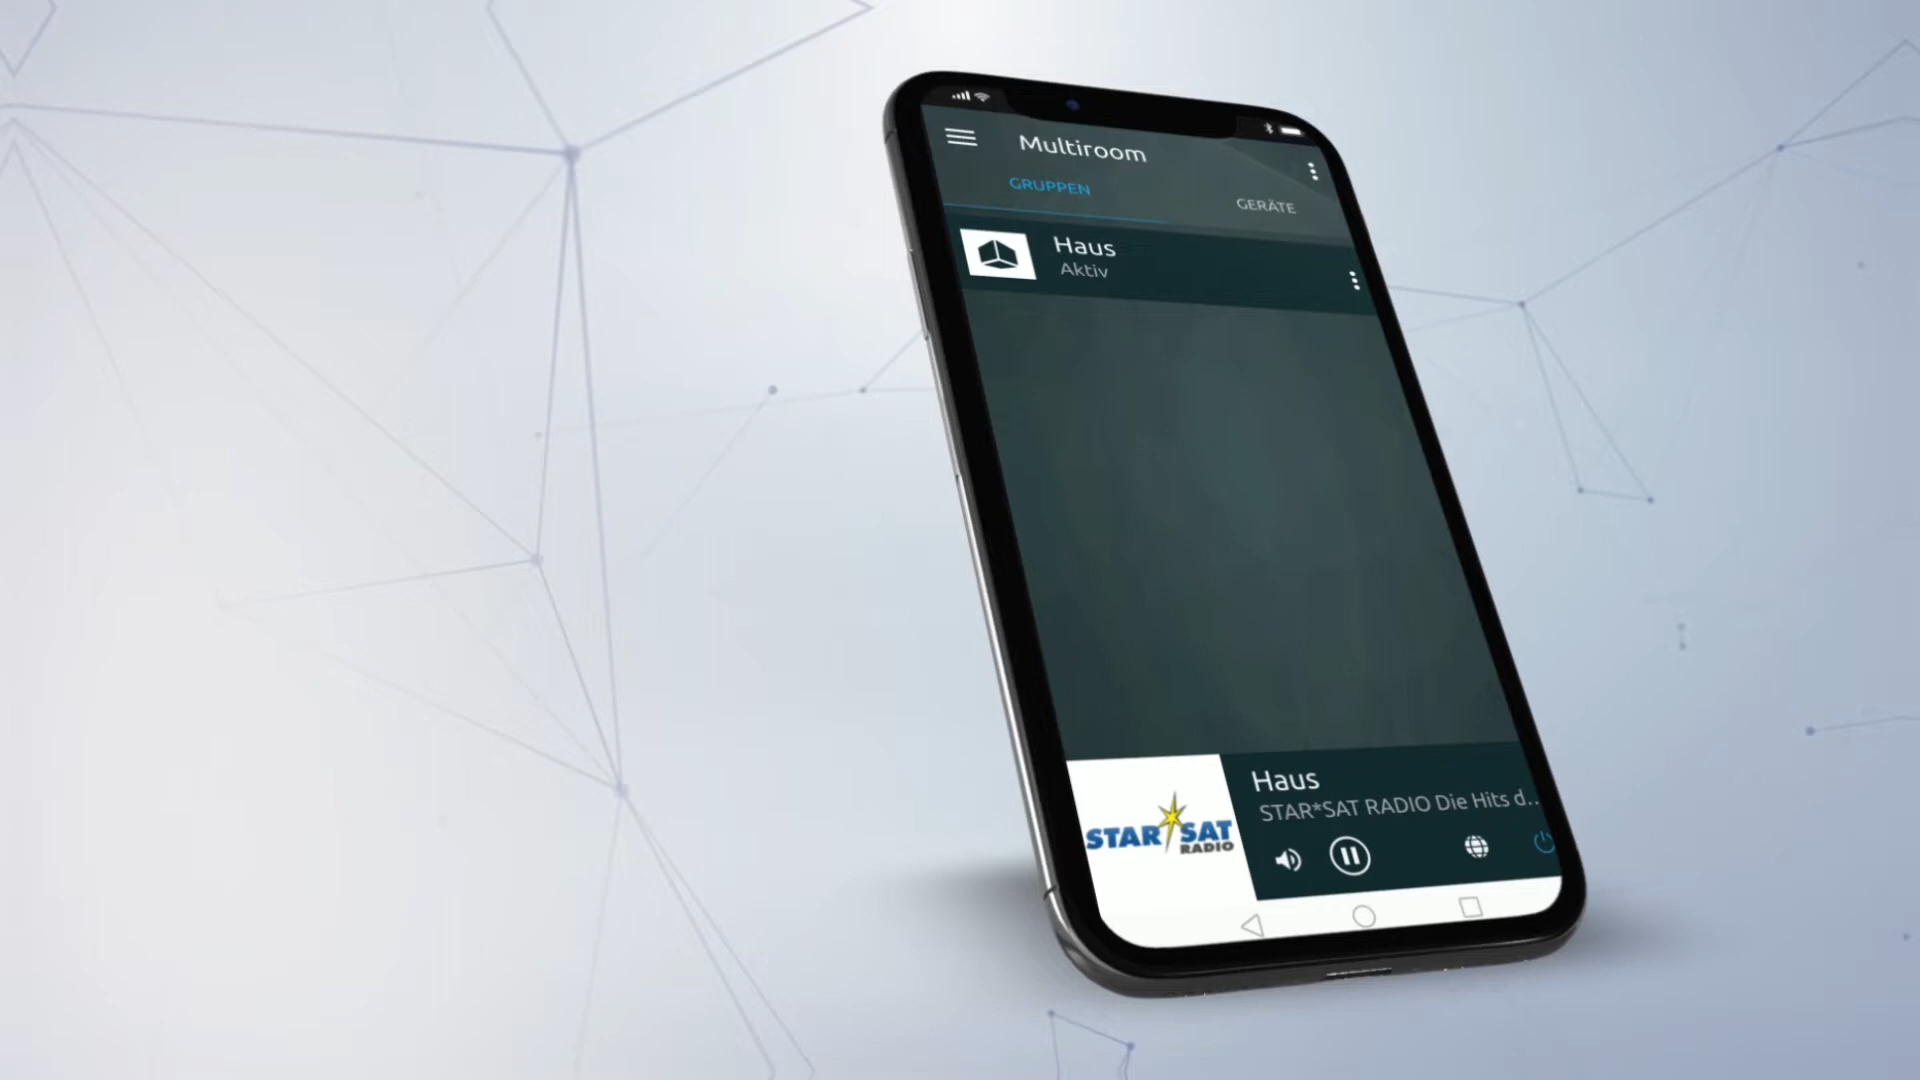 Multiroom
GRUPPEN
GERÄTE
Haus
Aktiv
Haus
STAR*SAT RADIO Die Hits d...
STAR SAT
RADIO